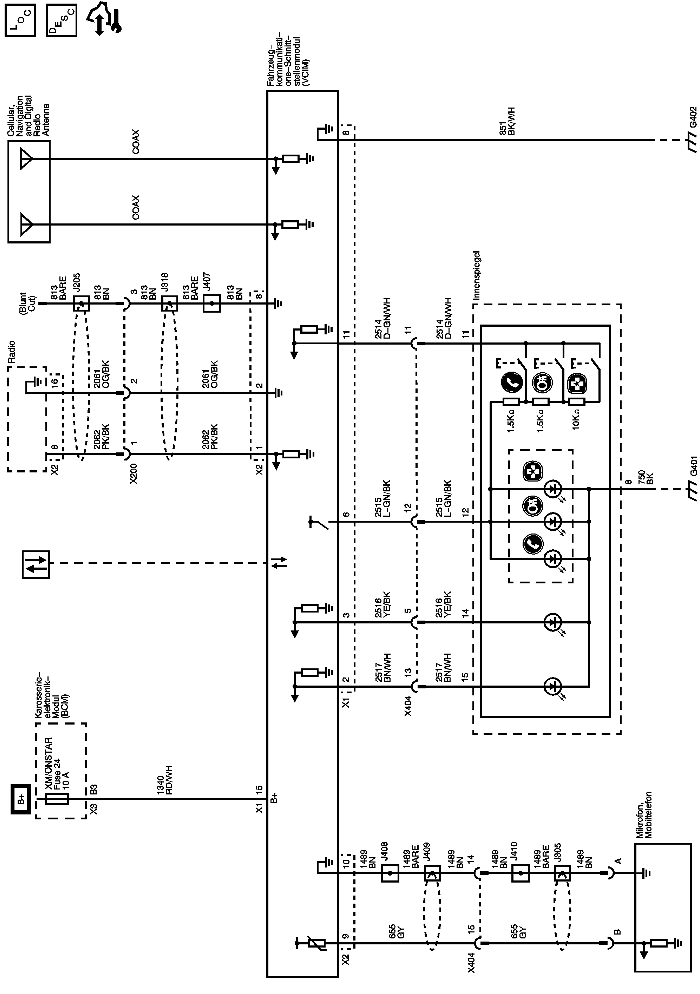 LOC
DESC
B+
Karosserie-
elektronik-
Modul
(BCM)
XM/ONSTAR
Fuse 24
10 A
B3
X3
1340
RD/WH
X1
16
B+
Radio
X2
8
16
2062
PK/BK
2061
OG/BK
(Blunt
Cut)
813
BARE
J205
813
BN
X200
1
2
3
2062
PK/BK
2061
OG/BK
813
BN
J318
813
BARE
J407
813
BN
X2
1
2
8
Cellular,
Navigation
and Digital
Radio
Antenna
COAX
COAX
Fahrzeug-
kommunikati-
ons-Schnitt-
stellenmodul
(VCIM)
X2
9
10
X1
2
3
6
11
8
655
GY
1489
BN
J408
1489
BARE
J409
1489
BN
X404
15
14
655
GY
1489
BN
J410
1489
BARE
J805
1489
BN
B
A
Mikrofon,
Mobiltelefon
2517
BN/WH
2516
YE/BK
2515
L-GN/BK
2514
D-GN/WH
851
BK/WH
X404
13
5
12
11
2517
BN/WH
2516
YE/BK
2515
L-GN/BK
2514
D-GN/WH
15
14
12
11
Innenspiegel
1.5KΩ
1.5KΩ
10KΩ
8
750
BK
G401
G402